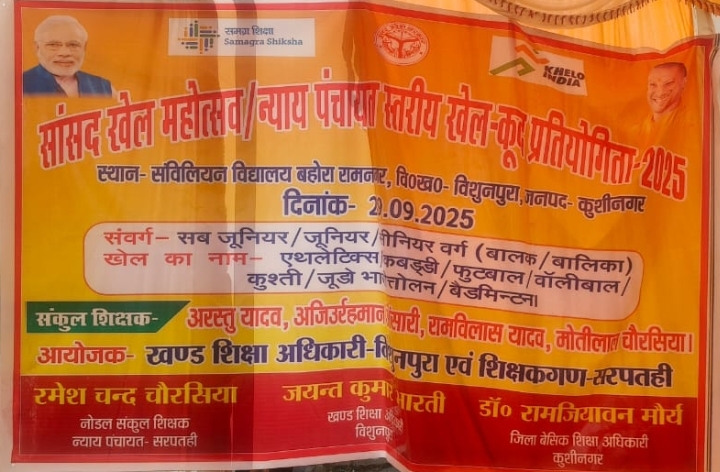 समग्र शिक्षा
Samagra Shiksha
KHELO
INDIA
सांसद खेल महोत्सव/न्याय पंचायत स्तरीय खेल-कूद प्रतियोगिता-2025
स्थान- संविलियन विद्यालय बहोरा रामनगर, वि०ख०- विशुनपुरा, जनपद- कुशीनगर
दिनांक- 2 .09.2025
संवर्ग- सब जूनियर/जूनियर/सीनियर वर्ग (बालक/बालिका)
खेल का नाम- एथलेटिक्स/कबड्डी/फुटबाल/वॉलीबाल/
कुश्ती/जूडो भारोत्तोलन/बैडमिन्टन।
संकुल शिक्षक- अरस्तु यादव, अजिउर्रहमान अंसारी, रामविलास यादव, मोतीलाल चौरसिया।
आयोजक- खण्ड शिक्षा अधिकारी-विशुनपुरा एवं शिक्षकगण-सरपतही
रमेश चन्द चौरसिया
नोडल संकुल शिक्षक
न्याय पंचायत- सरपतही
जयन्त कुमार भारती
खण्ड शिक्षा
विशुनपुरा
डॉ० रामजियावन मौर्य
जिला बेसिक शिक्षा अधिकारी
कुशीनगर